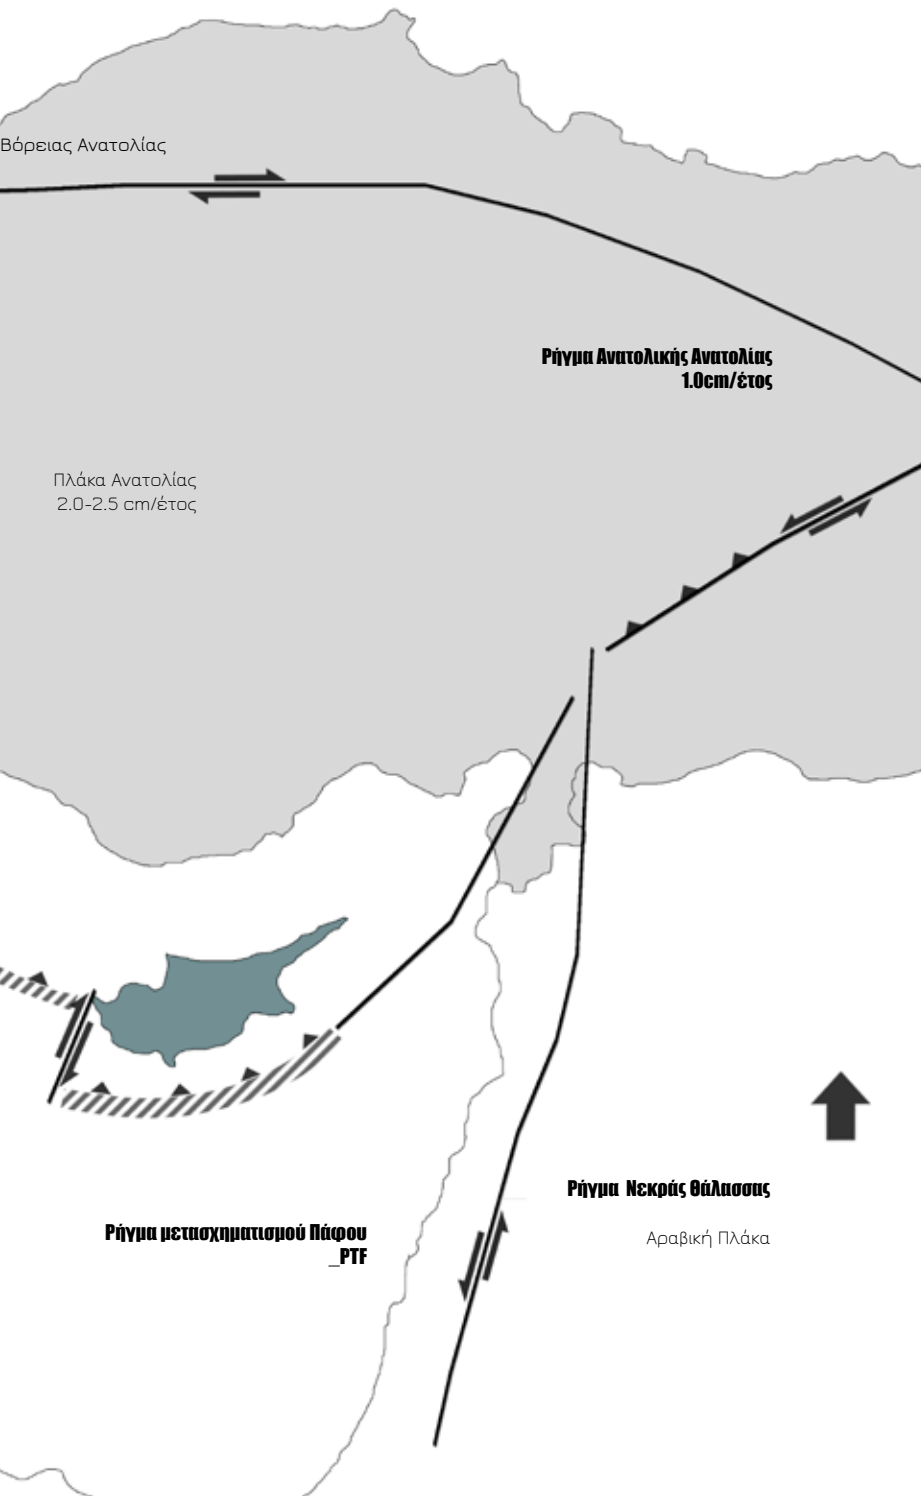 Βόρειας Ανατολίας
Ρήγμα Ανατολικής Ανατολίας
1.0cm/έτος
Πλάκα Ανατολίας
2.0-2.5 cm/έτος
Ρήγμα Νεκράς Θάλασσας
Ρήγμα μετασχηματισμού Πάφου
_PTF
Αραβική Πλάκα